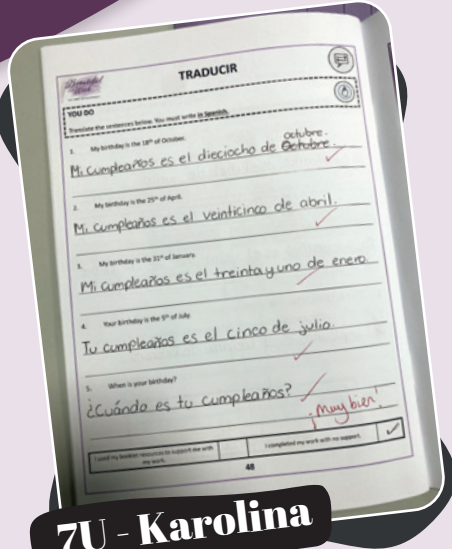 Beautiful Work
TRADUCIR
YOU DO
Translate the sentences below. You must write in Spanish.
1. My birthday is the 18th of October.
octubre.
Mi cumpleaños es el dieciocho de Octobre.
2. My birthday is the 25th of April.
Mi cumpleaños es el veinticinco de abril.
3. My birthday is the 31st of January.
Mi cumpleaños es el treinta y uno de enero.
4. Your birthday is the 5th of July.
Tu cumpleaños es el cinco de julio.
5. When is your birthday?
¿Cuándo es tu cumpleaños?
¡Muy bien!
I used my booklet resources to support me with my work.
I completed my work with no support.
48
7U - Karolina